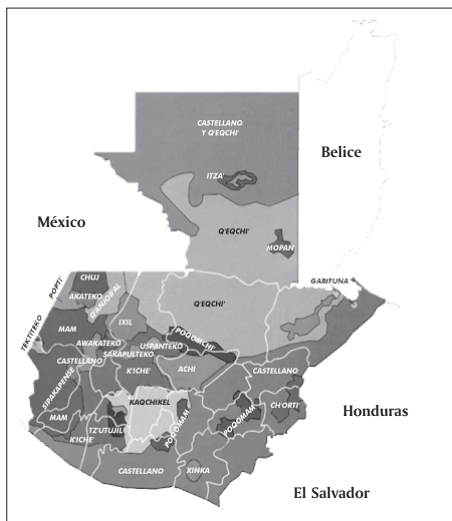 CASTELLANO
Y Q'EQCHI'
Belice
ITZA'
México
Q'EQCHI'
MOPAN
GARIFUNA
CHUJ
POPTI'
AKATEKO
Q'ANJOB'AL
Q'EQCHI'
TEKTITEKO
MAM
IXIL
POQOMCHI'
AWAKATEKO
USPANTEKO
SAKAPULTEKO
CASTELLANO
K'ICHE'
ACHI
CASTELLANO
SIPAKAPENSE
KAQCHIKEL
CH'ORTI'
MAM
TZ'UTUJIL
POQOMAM
POQOMAM
Honduras
K'ICHE'
CASTELLANO
XINKA
El Salvador